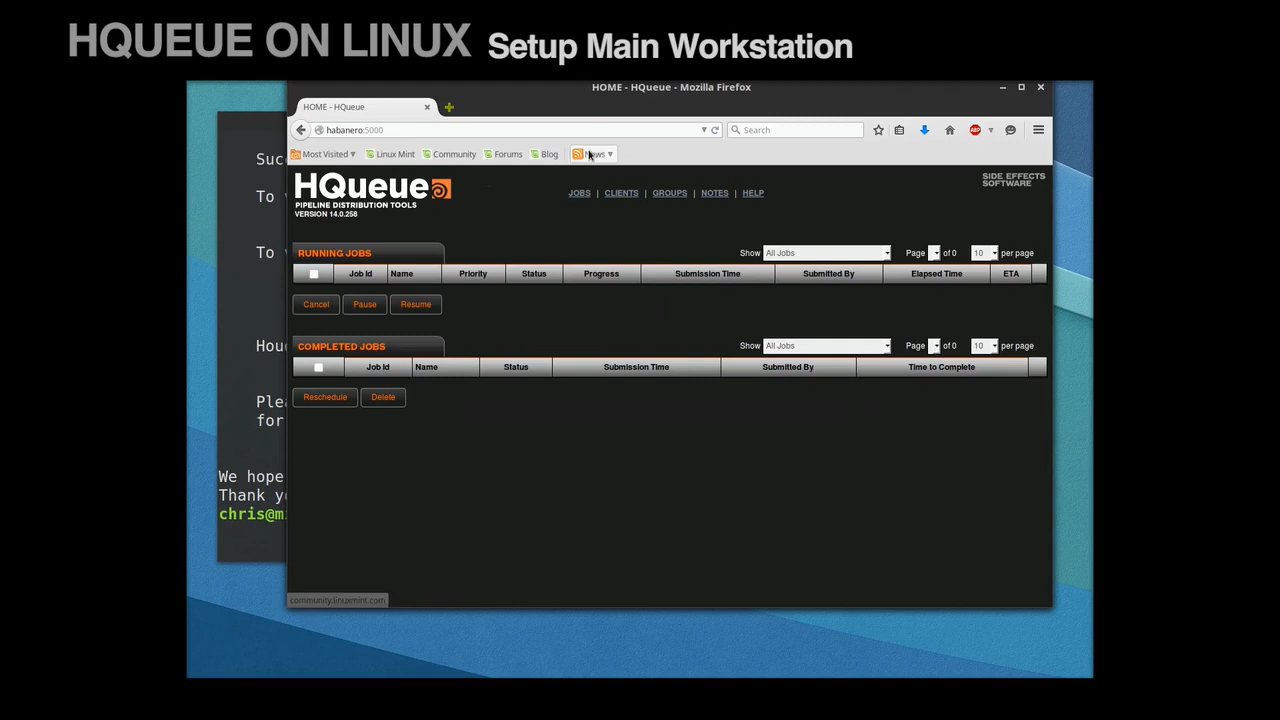 HQUEUE ON LINUX Setup Main Workstation
HOME - HQueue - Mozilla Firefox
HOME - HQueue
habanero:5000
Search
Most Visited
Linux Mint
Community
Forums
Blog
HQueue
PIPELINE DISTRIBUTION TOOLS
VERSION 14.0.258
JOBS | CLIENTS | GROUPS | NOTES | HELP
SIDE EFFECTS
SOFTWARE
RUNNING JOBS
Show All Jobs Page of 0 10 per page
Job Id Name Priority Status Progress Submission Time Submitted By Elapsed Time ETA
Cancel Pause Resume
COMPLETED JOBS
Show All Jobs Page of 0 10 per page
Job Id Name Status Submission Time Submitted By Time to Complete
Reschedule Delete
Succ
To
To
Hou
Plea
for
We hope
Thank
chris@m
community.linuxmint.com